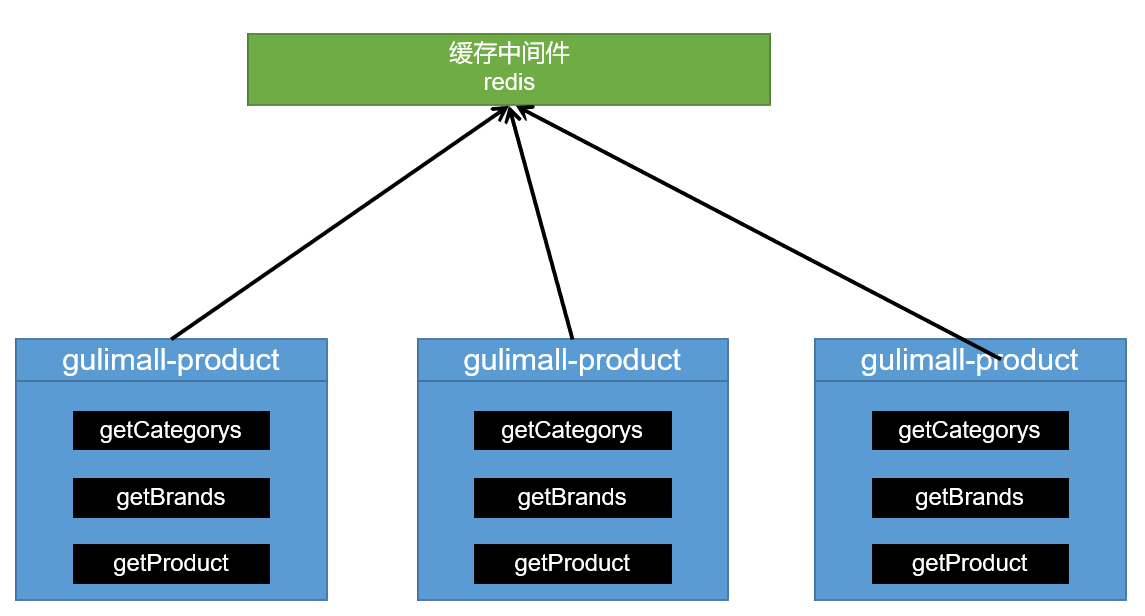 缓存中间件
redis
gulimall-product
gulimall-product
gulimall-product
getCategorys
getCategorys
getCategorys
getBrands
getBrands
getBrands
getProduct
getProduct
getProduct